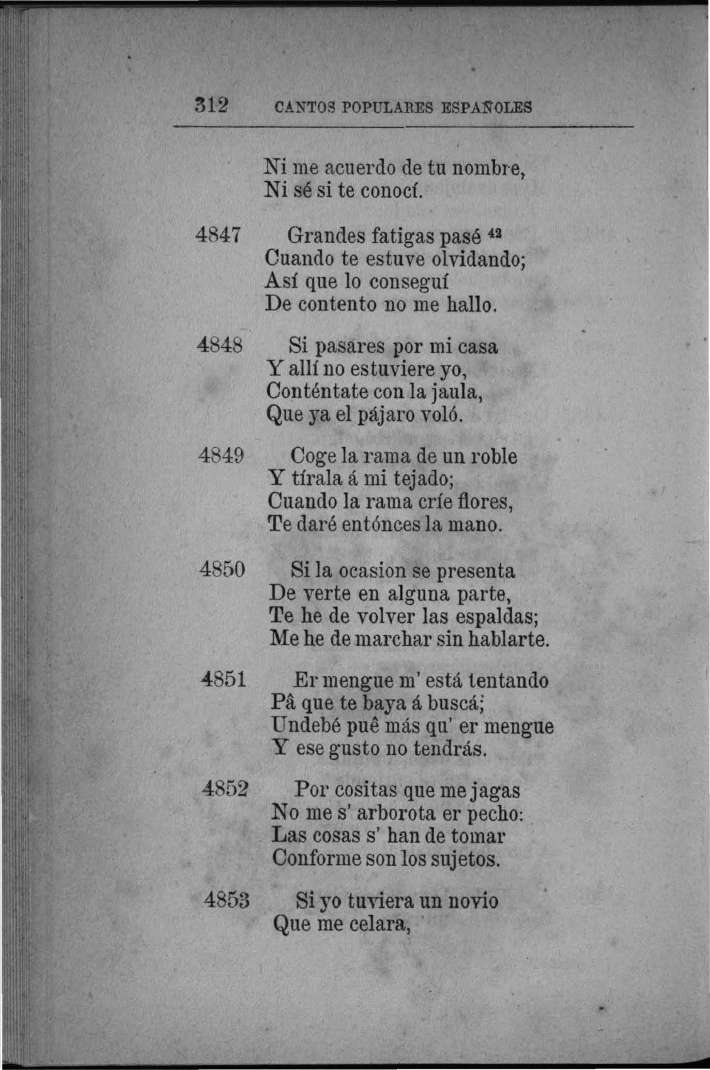 312 CANTOS POPULARES ESPAÑOLES
Ni me acuerdo de tu nombre,
Ni sé si te conocí.
4847 Grandes fatigas pasé 42
Cuando te estuve olvidando;
Así que lo conseguí
De contento no me hallo.
4848 Si pasares por mi casa
Y allí no estuviere yo,
Conténtate con la jaula,
Que ya el pájaro voló.
4849 Coge la rama de un roble
Y tírala á mi tejado;
Cuando la rama críe flores,
Te daré entónces la mano.
4850 Si la ocasion se presenta
De verte en alguna parte,
Te he de volver las espaldas;
Me he de marchar sin hablarte.
4851 Er mengue m' está tentando
Pâ que te baya á buscá;
Undebé puê más qu' er mengue
Y ese gusto no tendrás.
4852 Por cositas que me jagas
No me s' arborota er pecho:
Las cosas s' han de tomar
Conforme son los sujetos.
4853 Si yo tuviera un novio
Que me celara,